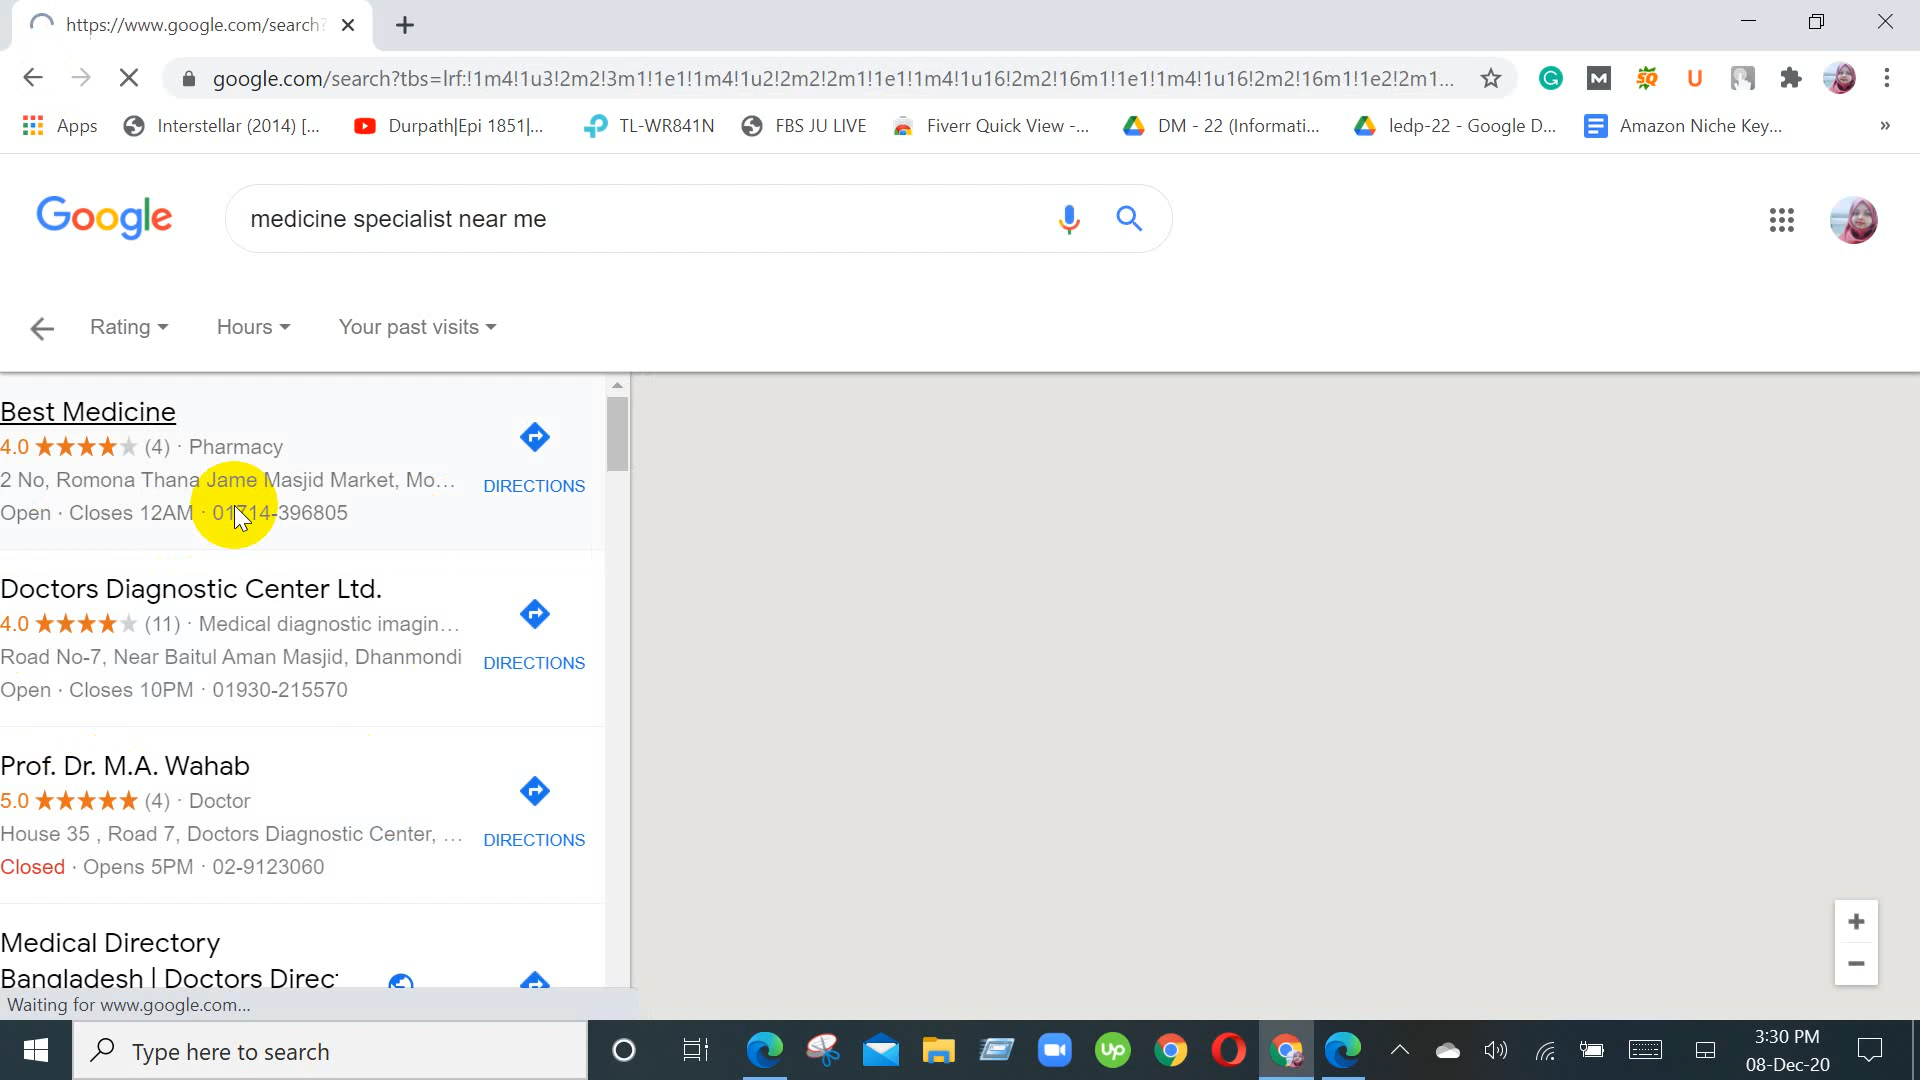 https://www.google.com/search?
google.com/search?tbs=lrf:!1m4!1u3!2m2!3m1!1e1!1m4!1u2!2m2!2m1!1e1!1m4!1u16!2m2!16m1!1e1!1m4!1u16!2m2!16m1!1e2!2m1...
Apps
Interstellar (2014) [...
Durpath|Epi 1851|...
TL-WR841N
FBS JU LIVE
Fiverr Quick View -...
DM - 22 (Informati...
ledp-22 - Google D...
Amazon Niche Key...
»
Google
medicine specialist near me
Rating
Hours
Your past visits
Best Medicine
4.0 (4) · Pharmacy
2 No, Romona Thana Jame Masjid Market, Mo...
Open · Closes 12AM · 01714-396805
DIRECTIONS
Doctors Diagnostic Center Ltd.
4.0 (11) · Medical diagnostic imagin...
Road No-7, Near Baitul Aman Masjid, Dhanmondi
Open · Closes 10PM · 01930-215570
DIRECTIONS
Prof. Dr. M.A. Wahab
5.0 (4) · Doctor
House 35 , Road 7, Doctors Diagnostic Center, ...
Closed · Opens 5PM · 02-9123060
DIRECTIONS
Medical Directory
Bangladesh | Doctors Direc
Waiting for www.google.com...
Type here to search
up
3:30 PM
08-Dec-20